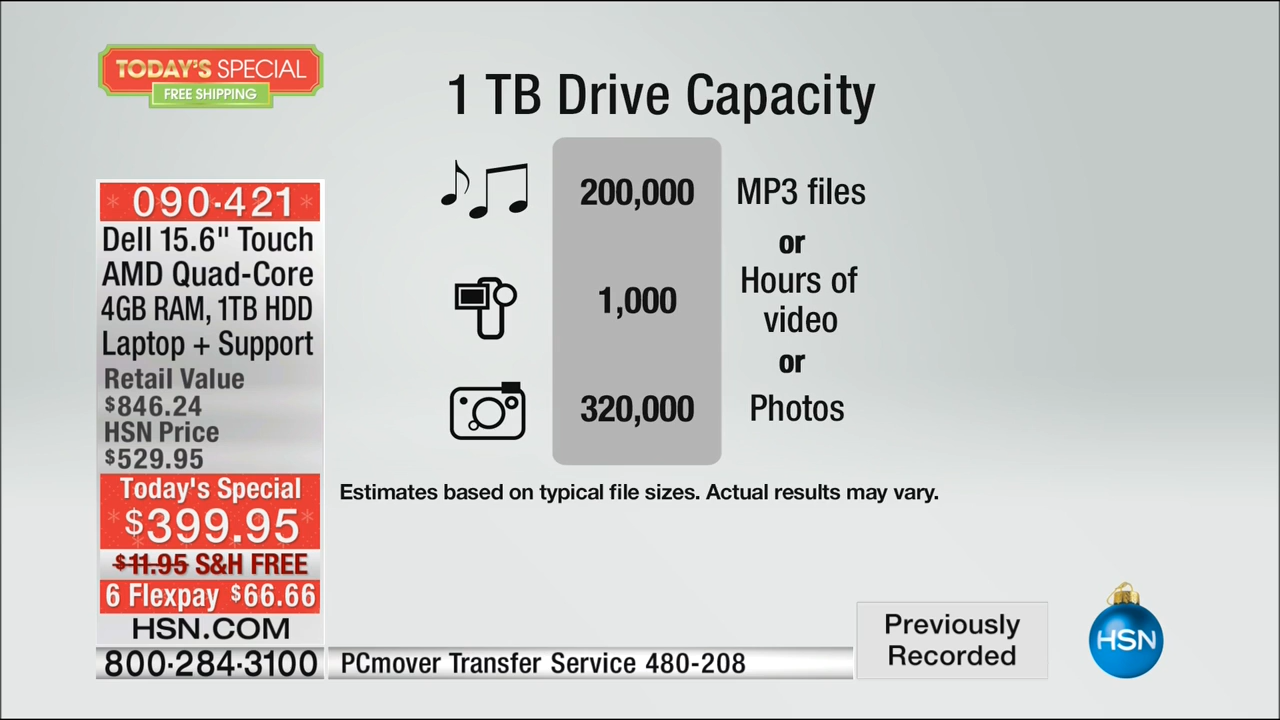 TODAY'S SPECIAL
FREE SHIPPING
090-421
Dell 15.6" Touch
AMD Quad-Core
4GB RAM, 1TB HDD
Laptop + Support
Retail Value
$846.24
HSN Price
$529.95
Today's Special
$399.95
$11.95 S&H FREE
6 Flexpay $66.66
HSN.COM
800·284·3100
1 TB Drive Capacity
200,000 MP3 files
or
1,000 Hours of
video
or
320,000 Photos
Estimates based on typical file sizes. Actual results may vary.
PCmover Transfer Service 480-208
Previously
Recorded
HSN